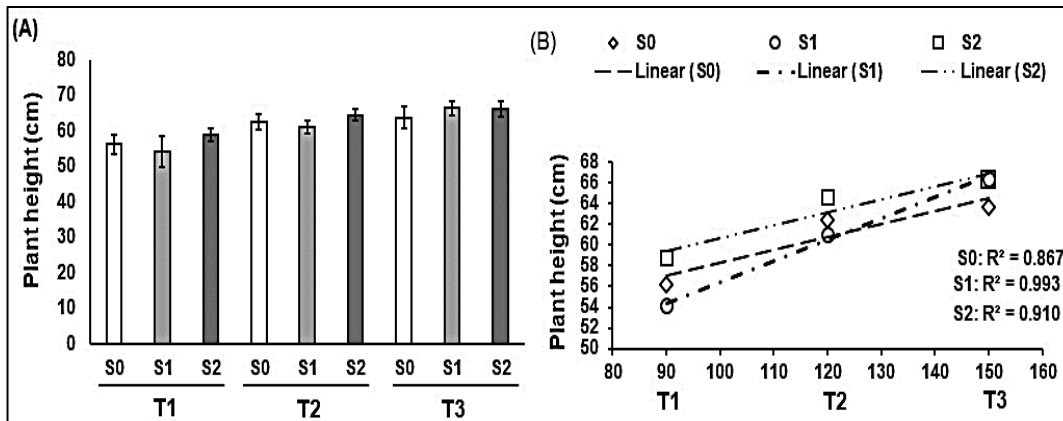 (A)
Plant height (cm)
80
70
60
50
40
30
20
10
0
S0 S1 S2 S0 S1 S2 S0 S1 S2
T1 T2 T3
(B)
S0 S1 S2
Linear (S0) Linear (S1) Linear (S2)
Plant height (cm)
68
66
64
62
60
58
56
54
52
50
S0: R² = 0.867
S1: R² = 0.993
S2: R² = 0.910
80 90 100 110 120 130 140 150
T1 T2 T3